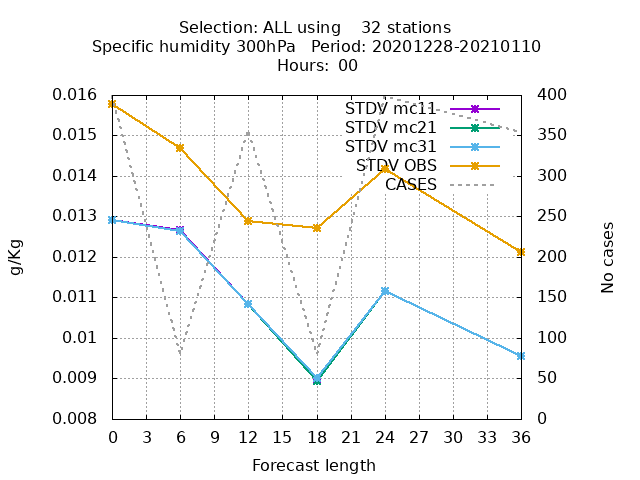 Selection: ALL using    32 stations
Specific humidity 300hPa   Period: 20201228-20210110
Hours: 00
0.016
0.015
0.014
0.013
0.012
0.011
0.01
0.009
0.008
g/Kg
STDV mc11
STDV mc21
STDV mc31
STDV OBS
CASES
400
350
300
250
200
150
100
50
0
No cases
0 3 6 9 12 15 18 21 24 27 30 33 36
Forecast length